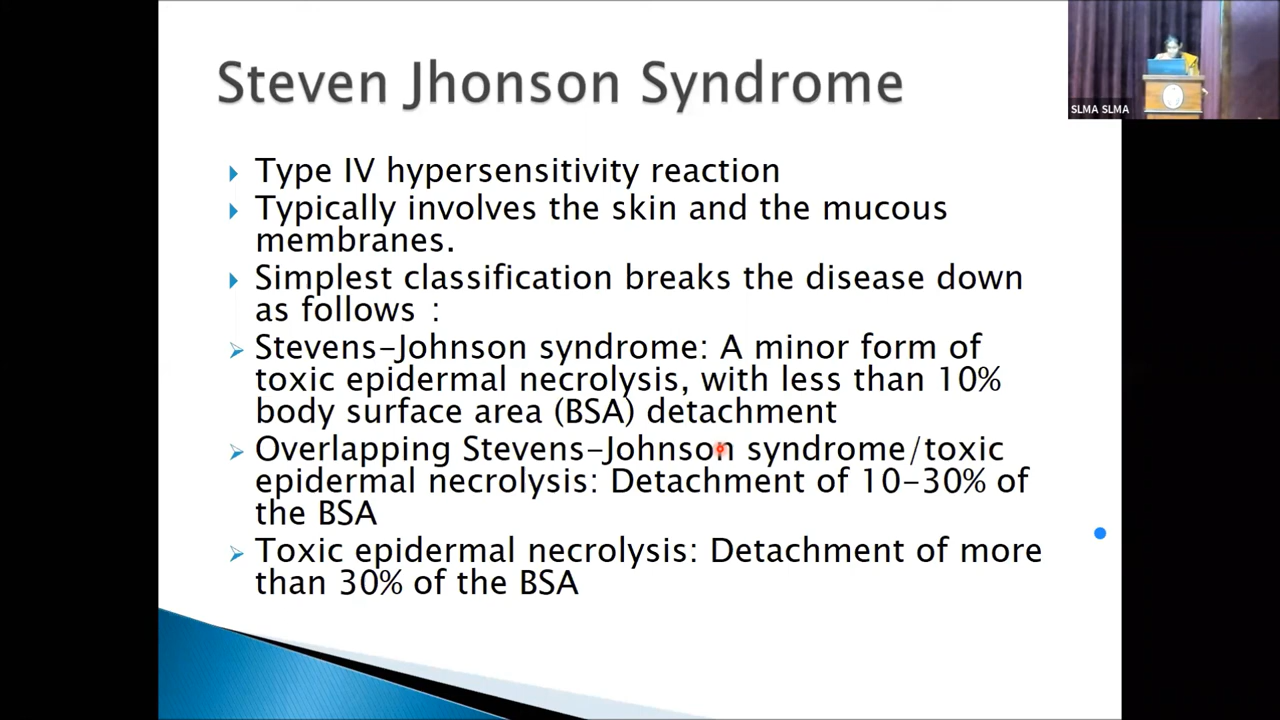 Steven Jhonson Syndrome
SLMA SLMA
Type IV hypersensitivity reaction
Typically involves the skin and the mucous
membranes.
Simplest classification breaks the disease down
as follows :
Stevens-Johnson syndrome: A minor form of
toxic epidermal necrolysis, with less than 10%
body surface area (BSA) detachment
Overlapping Stevens-Johnson syndrome/toxic
epidermal necrolysis: Detachment of 10-30% of
the BSA
Toxic epidermal necrolysis: Detachment of more
than 30% of the BSA